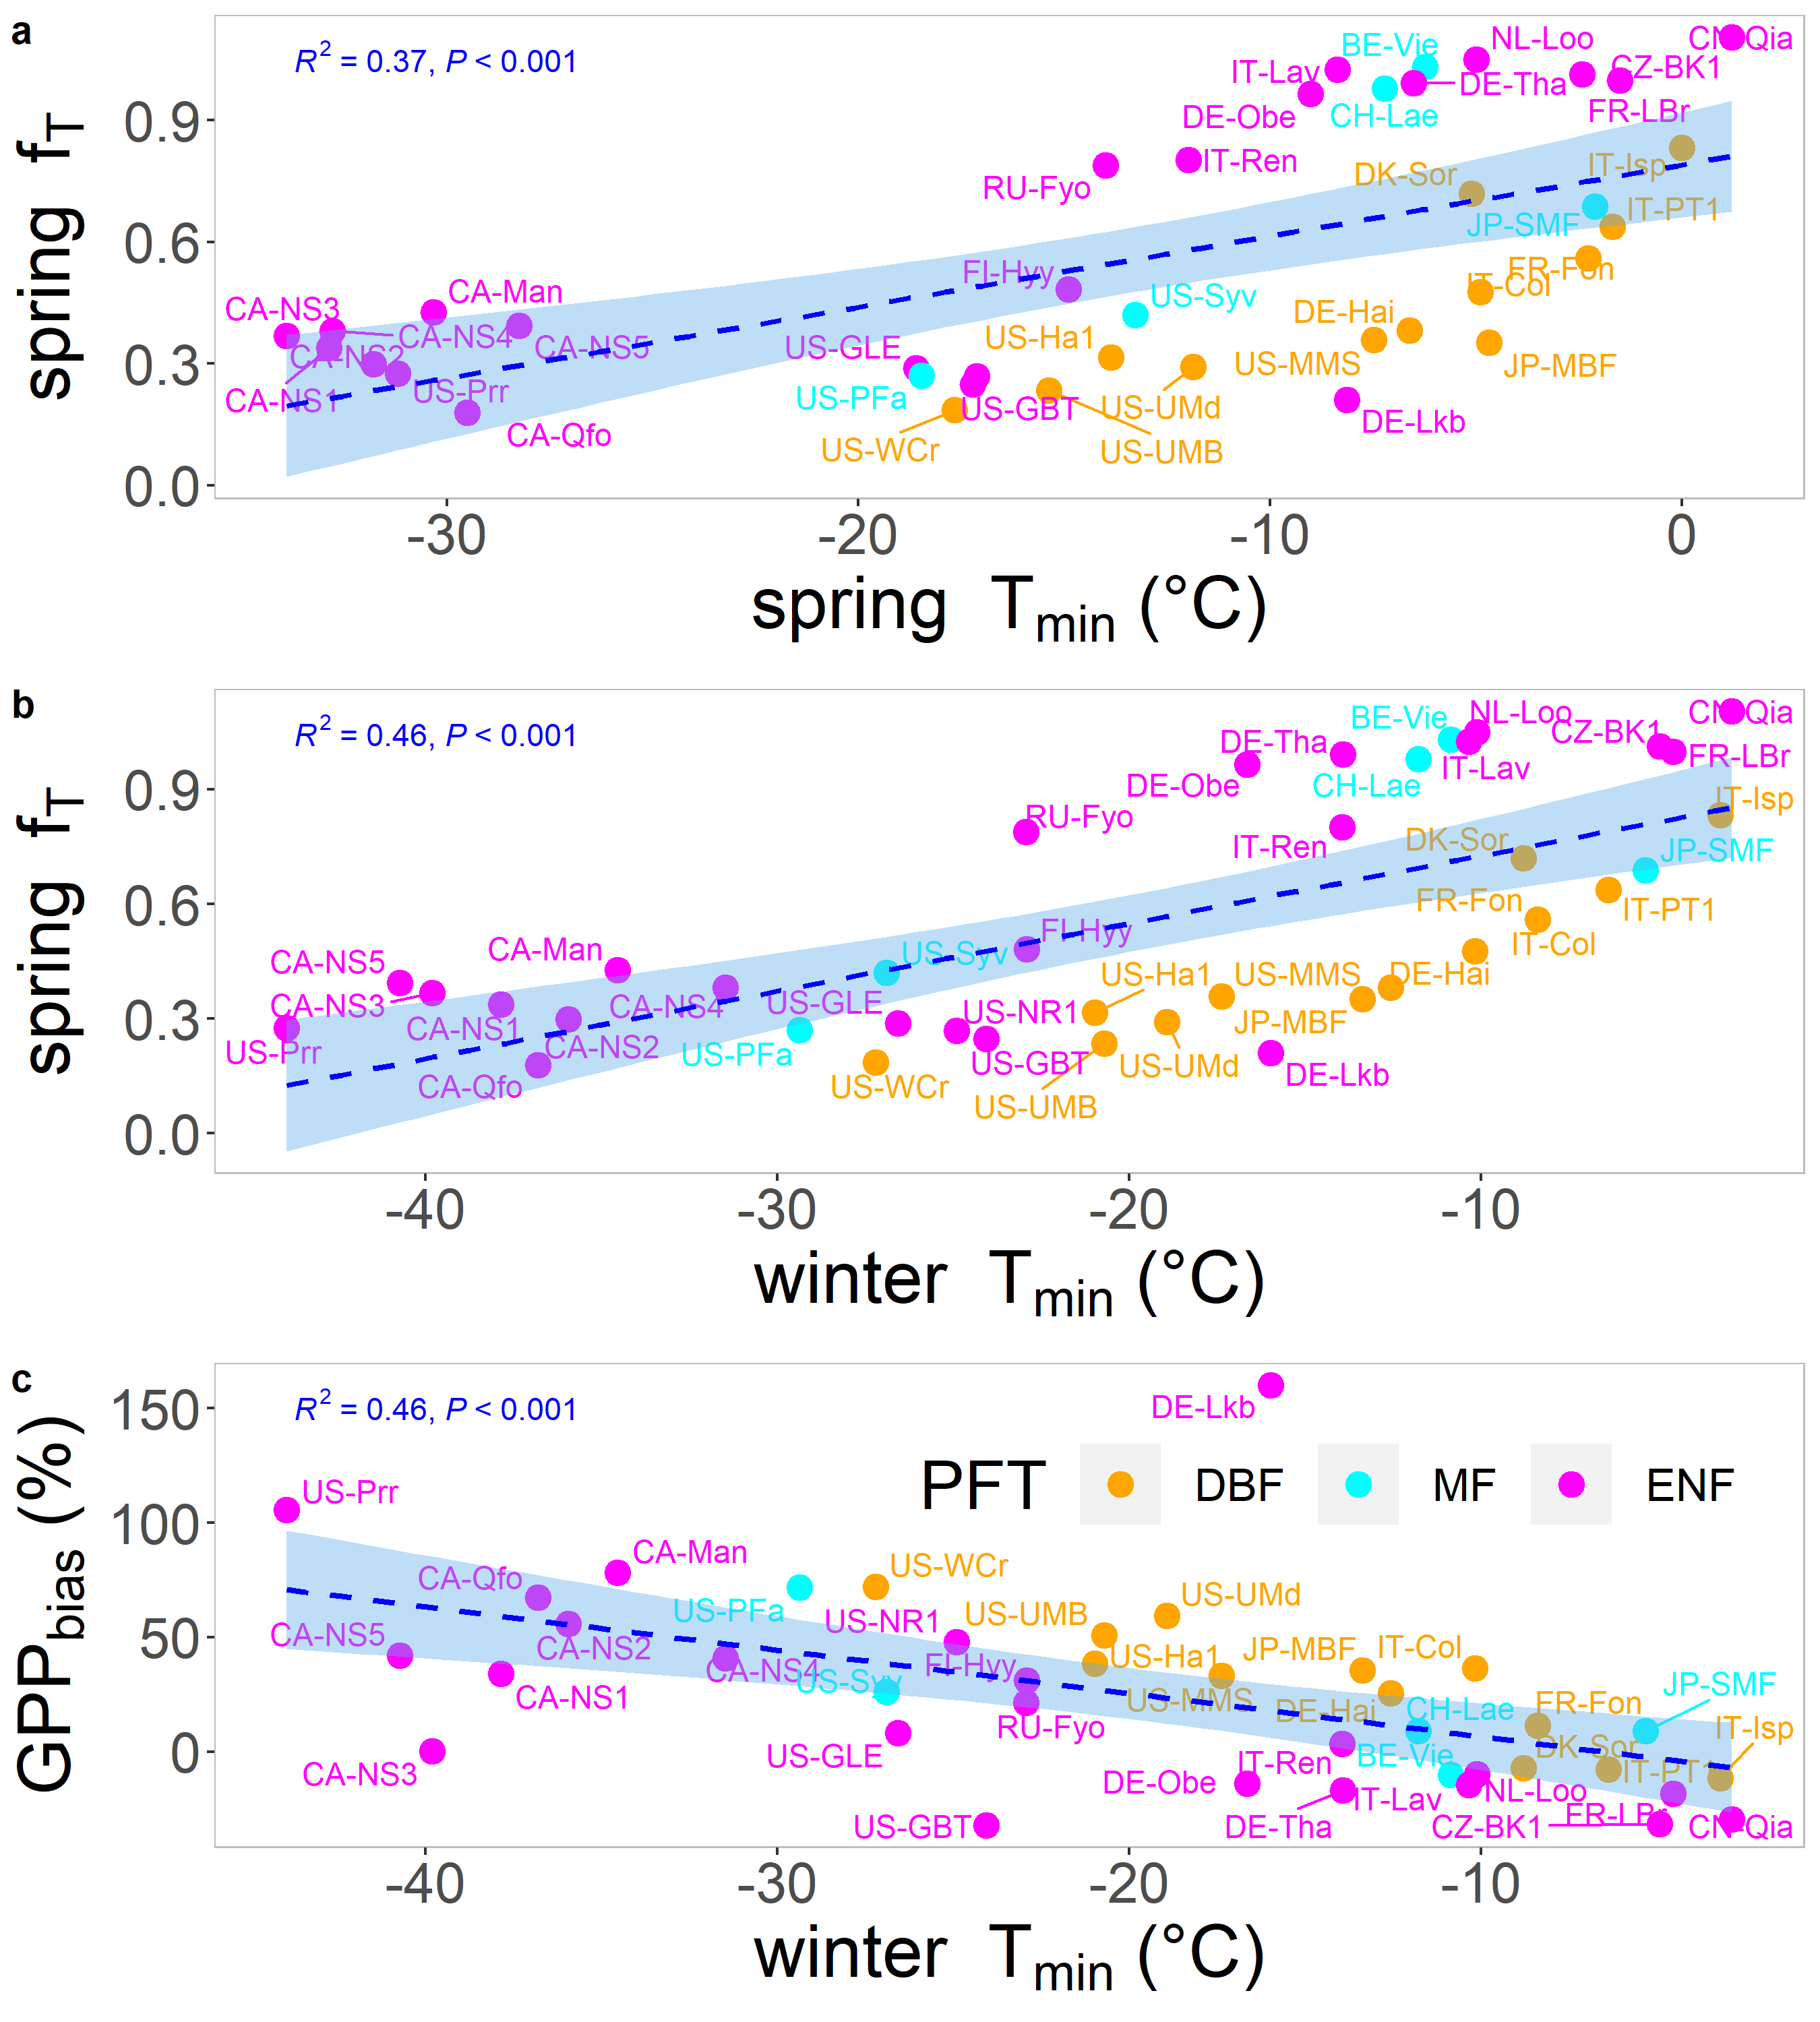 a
R² = 0.37, P < 0.001
CN-Qia
NL-Loo
BE-Vie
IT-Lav
CZ-BK1
DE-Tha
DE-Obe
CH-Lae
FR-LBr
IT-Ren
RU-Fyo
DK-Sor
IT-Isp
IT-PT1
JP-SMF
FR-Fon
IT-Col
FI-Hyy
US-Syv
CA-Man
CA-NS3
CA-NS4
CA-NS5
CA-NS2
CA-NS1
US-Prr
CA-Qfo
US-GLE
US-PFa
US-Ha1
DE-Hai
US-MMS
JP-MBF
US-GBT
US-UMd
DE-Lkb
US-WCr
US-UMB
0.9
0.6
0.3
0.0
spring fT
-30 -20 -10 0
spring Tmin (°C)
b
R² = 0.46, P < 0.001
BE-Vie
NL-Loo
CN-Qia
CZ-BK1
DE-Tha
FR-LBr
IT-Lav
DE-Obe
CH-Lae
IT-Isp
RU-Fyo
IT-Ren
DK-Sor
JP-SMF
FR-Fon
IT-PT1
IT-Col
FI-Hyy
US-Syv
CA-Man
CA-NS5
CA-NS3
US-Ha1
US-MMS
DE-Hai
CA-NS4
US-GLE
US-NR1
JP-MBF
CA-NS1
CA-NS2
US-Prr
US-PFa
US-GBT
US-UMd
DE-Lkb
CA-Qfo
US-WCr
US-UMB
0.9
0.6
0.3
0.0
spring fT
-40 -30 -20 -10
winter Tmin (°C)
c
R² = 0.46, P < 0.001
DE-Lkb
PFT DBF MF ENF
US-Prr
CA-Man
US-WCr
CA-Qfo
US-PFa
US-NR1
US-UMB
US-UMd
CA-NS5
CA-NS2
US-Ha1
JP-MBF
IT-Col
CA-NS4
FI-Hyy
US-Syv
CA-NS1
US-MMS
DE-Hai
CH-Lae
FR-Fon
JP-SMF
IT-Isp
RU-Fyo
US-GLE
CA-NS3
IT-Ren
BE-Vie
DK-Sor
IT-PT1
DE-Obe
IT-Lav
NL-Loo
US-GBT
DE-Tha
CZ-BK1
FR-LBr
CN-Qia
150
100
50
0
GPPbias (%)
-40 -30 -20 -10
winter Tmin (°C)